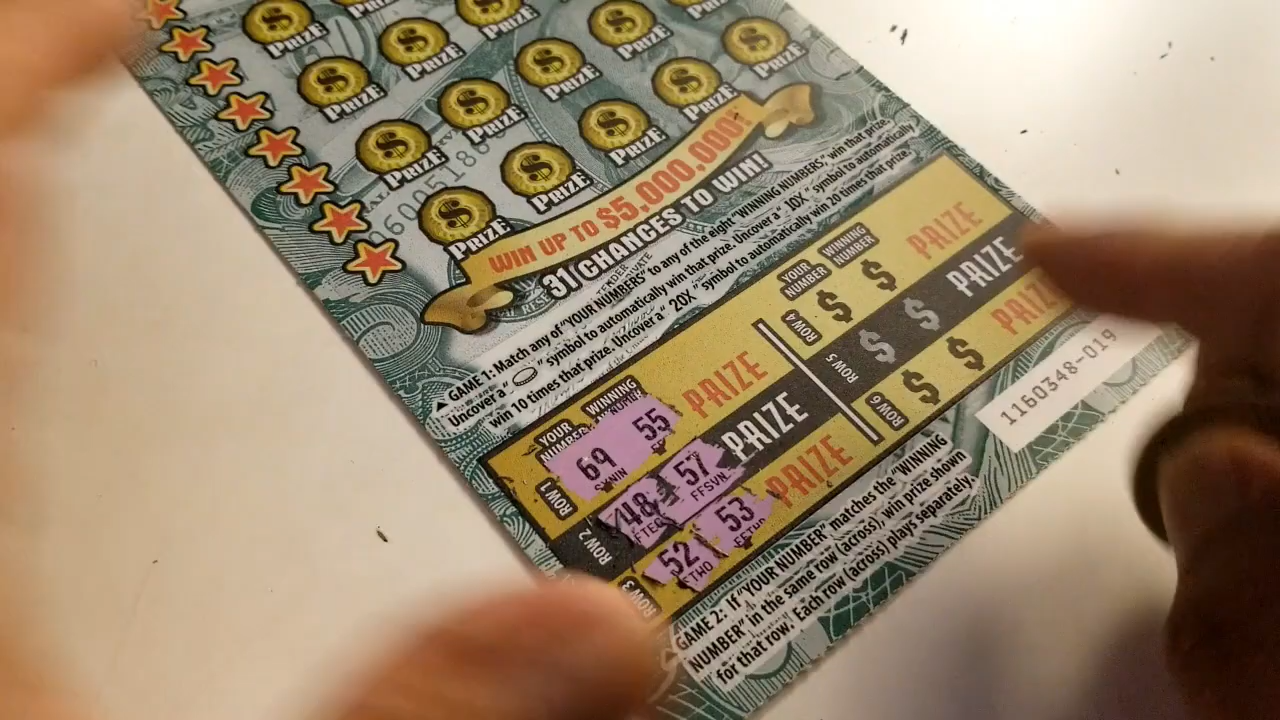 PRIZE PRIZE PRIZE PRIZE PRIZE
PRIZE PRIZE PRIZE PRIZE
PRIZE PRIZE PRIZE
PRIZE PRIZE
WIN UP TO $5,000,000!
31 CHANCES TO WIN!
GAME 1: Match any of "YOUR NUMBERS" to any of the eight "WINNING NUMBERS", win that prize.
Uncover a " " symbol to automatically win that prize. Uncover a "10X" symbol to automatically
win 10 times that prize. Uncover a "20X" symbol to automatically win 20 times that prize.
YOUR NUMBER WINNING NUMBER
ROW 1 69 55 PRIZE
SXNIN
ROW 2 48 57 PRIZE
FTEG FFSVN
ROW 3 52 53 PRIZE
FTWO
YOUR NUMBER WINNING NUMBER
ROW 4 $ $ PRIZE
ROW 5 $ $ PRIZE
ROW 6 $ $ PRIZE
1160348-019
GAME 2: If "YOUR NUMBER" matches the "WINNING
NUMBER" in the same row (across), win prize shown
for that row. Each row (across) plays separately.